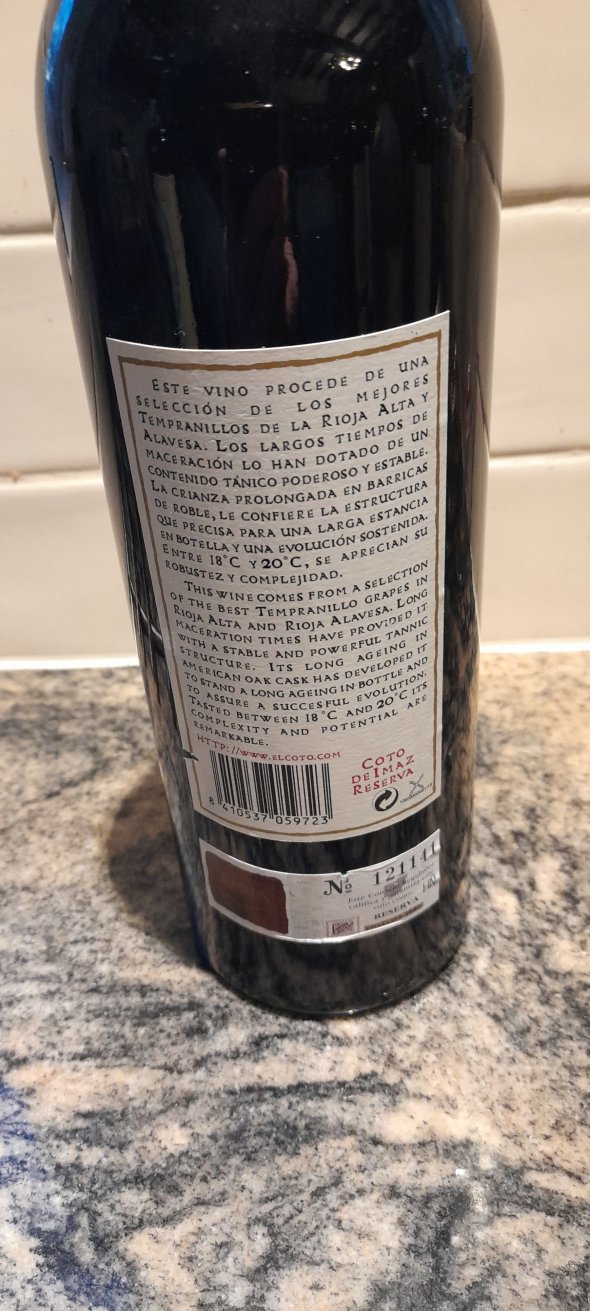 ESTE VINO PROCEDE DE UNA
SELECCIÓN DE LOS MEJORES
TEMPRANILLOS DE LA RIOJA ALTA Y
ALAVESA. LOS LARGOS TIEMPOS DE
MACERACIÓN LO HAN DOTADO DE UN
CONTENIDO TÁNICO PODEROSO Y ESTABLE.
LA CRIANZA PROLONGADA EN BARRICAS
DE ROBLE, LE CONFIERE LA ESTRUCTURA
QUE PRECISA PARA UNA LARGA ESTANCIA
EN BOTELLA Y UNA EVOLUCIÓN SOSTENIDA.
ENTRE 18°C Y 20°C, SE APRECIAN SU
ROBUSTEZ Y COMPLEJIDAD.
THIS WINE COMES FROM A SELECTION
OF THE BEST TEMPRANILLO GRAPES IN
RIOJA ALTA AND RIOJA ALAVESA. LONG
MACERATION TIMES HAVE PROVIDED IT
WITH A STABLE AND POWERFUL TANNIC
STRUCTURE. ITS LONG AGEING IN
AMERICAN OAK CASK HAS DEVELOPED IT
TO STAND A LONG AGEING IN BOTTLE AND
TO ASSURE A SUCCESFUL EVOLUTION.
TASTED BETWEEN 18°C AND 20°C ITS
COMPLEXITY AND POTENTIAL ARE
REMARKABLE.
HTTP://WWW.ELCOTO.COM
COTO
DE IMAZ
RESERVA
8 410537 059723
Nº 121141
RESERVA